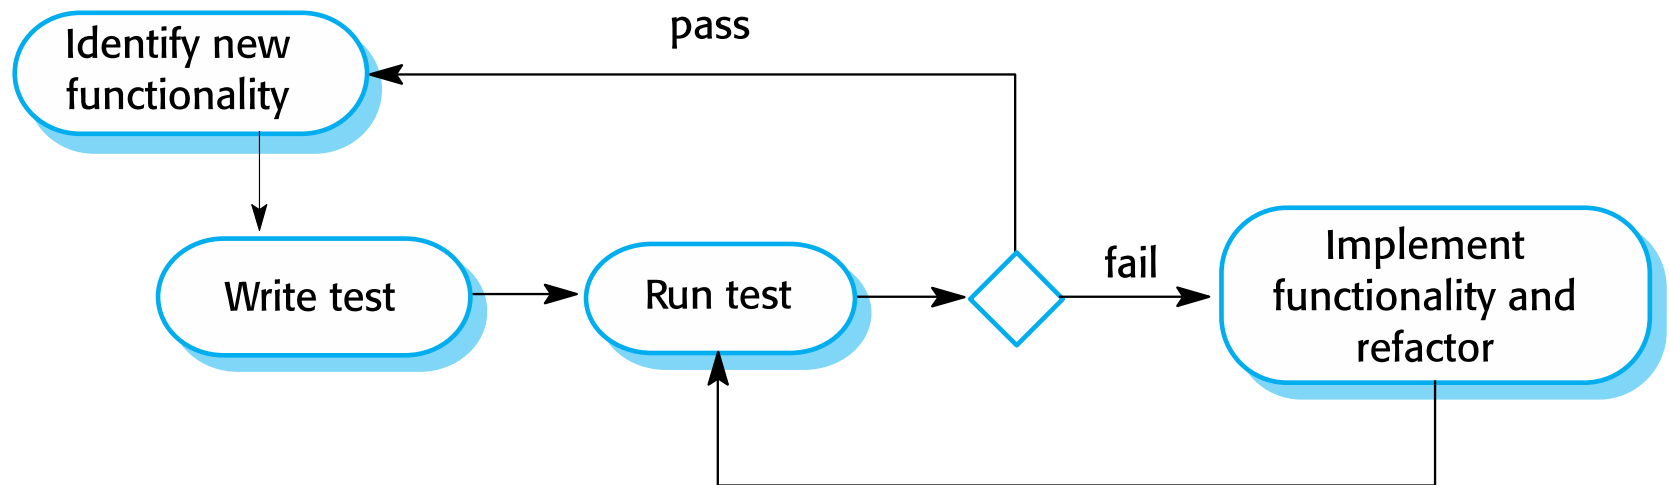 Identify new
functionality
pass
Write test
Run test
fail
Implement
functionality and
refactor